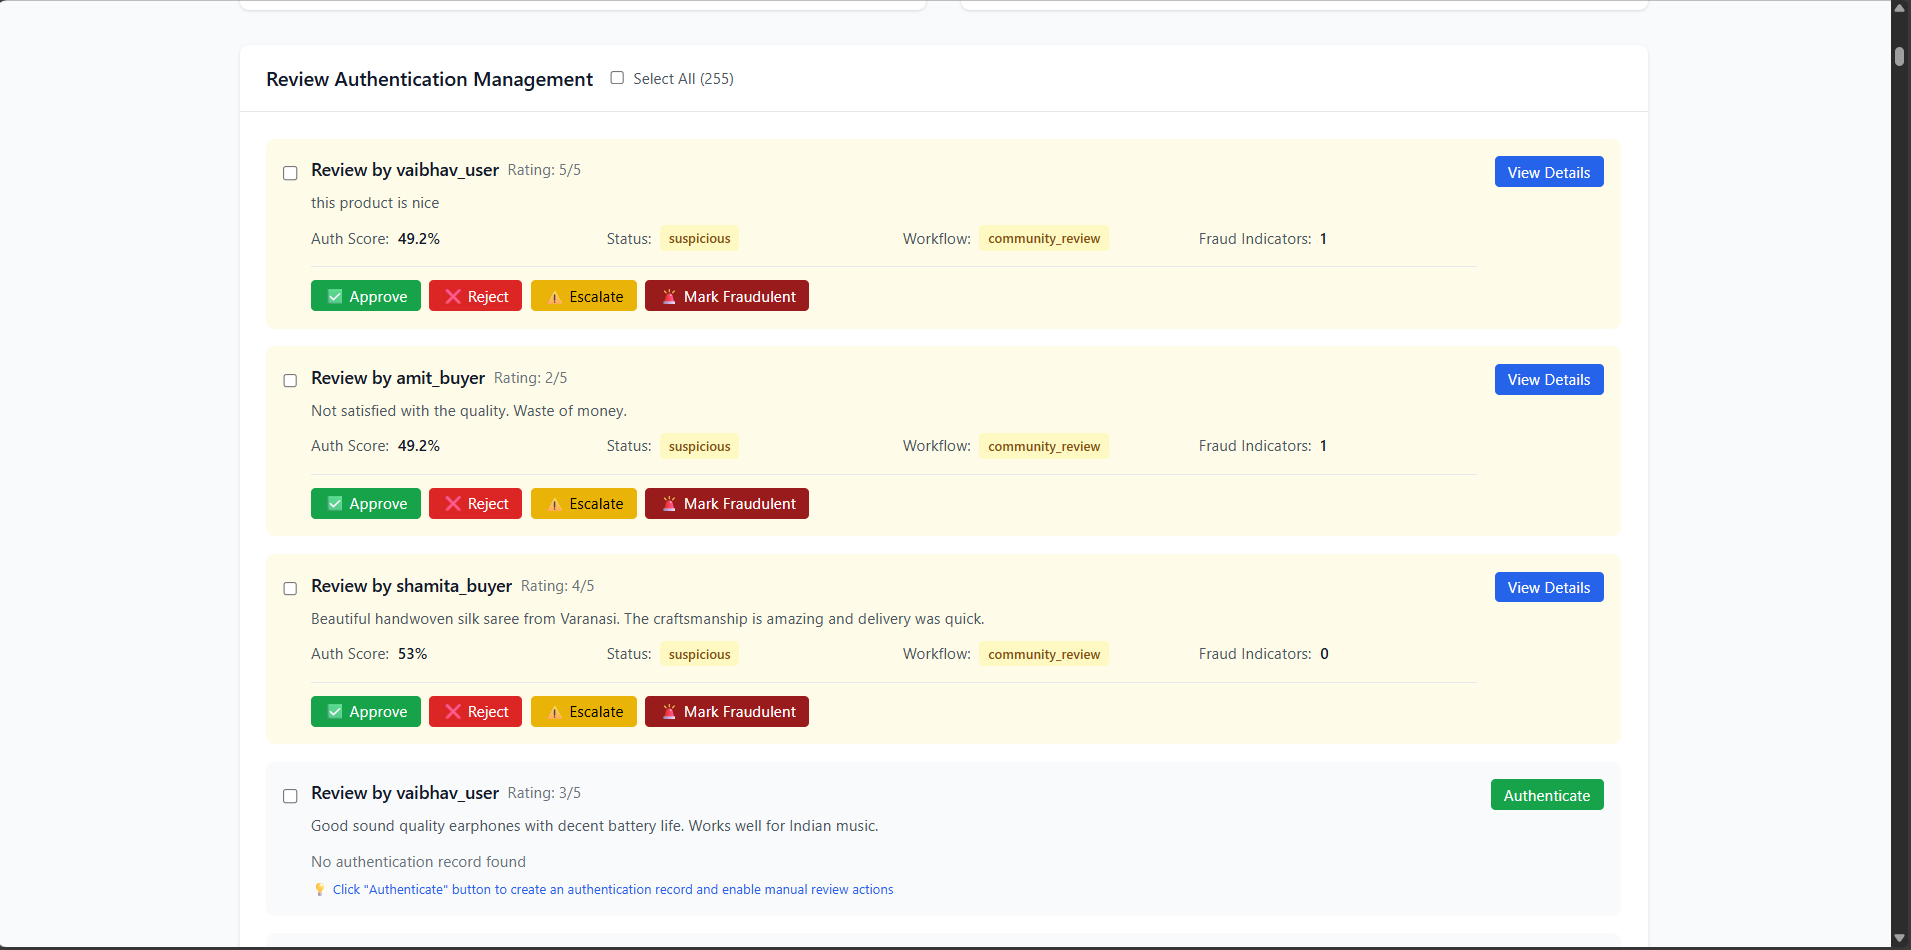 Review Authentication Management Select All (255)
Review by vaibhav_user Rating: 5/5 View Details
this product is nice
Auth Score: 49.2% Status: suspicious Workflow: community_review Fraud Indicators: 1
Approve Reject Escalate Mark Fraudulent
Review by amit_buyer Rating: 2/5 View Details
Not satisfied with the quality. Waste of money.
Auth Score: 49.2% Status: suspicious Workflow: community_review Fraud Indicators: 1
Approve Reject Escalate Mark Fraudulent
Review by shamita_buyer Rating: 4/5 View Details
Beautiful handwoven silk saree from Varanasi. The craftsmanship is amazing and delivery was quick.
Auth Score: 53% Status: suspicious Workflow: community_review Fraud Indicators: 0
Approve Reject Escalate Mark Fraudulent
Review by vaibhav_user Rating: 3/5 Authenticate
Good sound quality earphones with decent battery life. Works well for Indian music.
No authentication record found
Click "Authenticate" button to create an authentication record and enable manual review actions